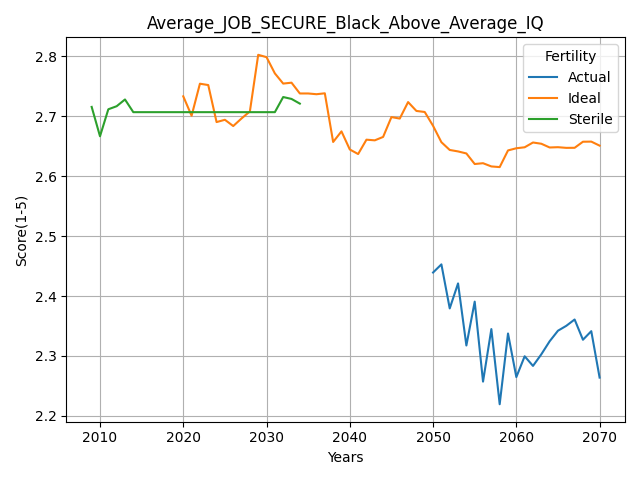 Average_JOB_SECURE_Black_Above_Average_IQ
Fertility
Actual
Ideal
Sterile
Score(1-5)
2.8
2.7
2.6
2.5
2.4
2.3
2.2
2010 2020 2030 2040 2050 2060 2070
Years